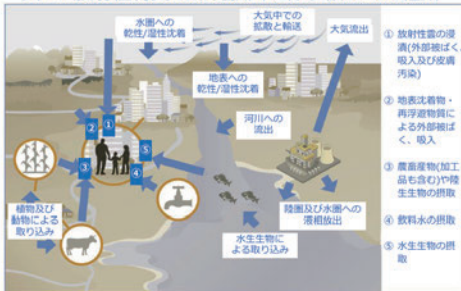 水圏への
乾性/湿性沈着
大気中での
拡散と輸送
大気流出
地表への
乾性/湿性沈着
河川への
流出
②
①
③
⑤
④
植物及び
動物による
取り込み
水生生物に
よる取り込み
陸圏及び水圏への
液相放出
① 放射性雲の浸
漬(外部被ばく、
吸入及び皮膚
汚染)
② 地表沈着物・
再浮遊物質に
よる外部被ば
く、吸入
③ 農畜産物(加工
品も含む)や陸
生生物の摂取
④ 飲料水の摂取
⑤ 水生生物の摂
取